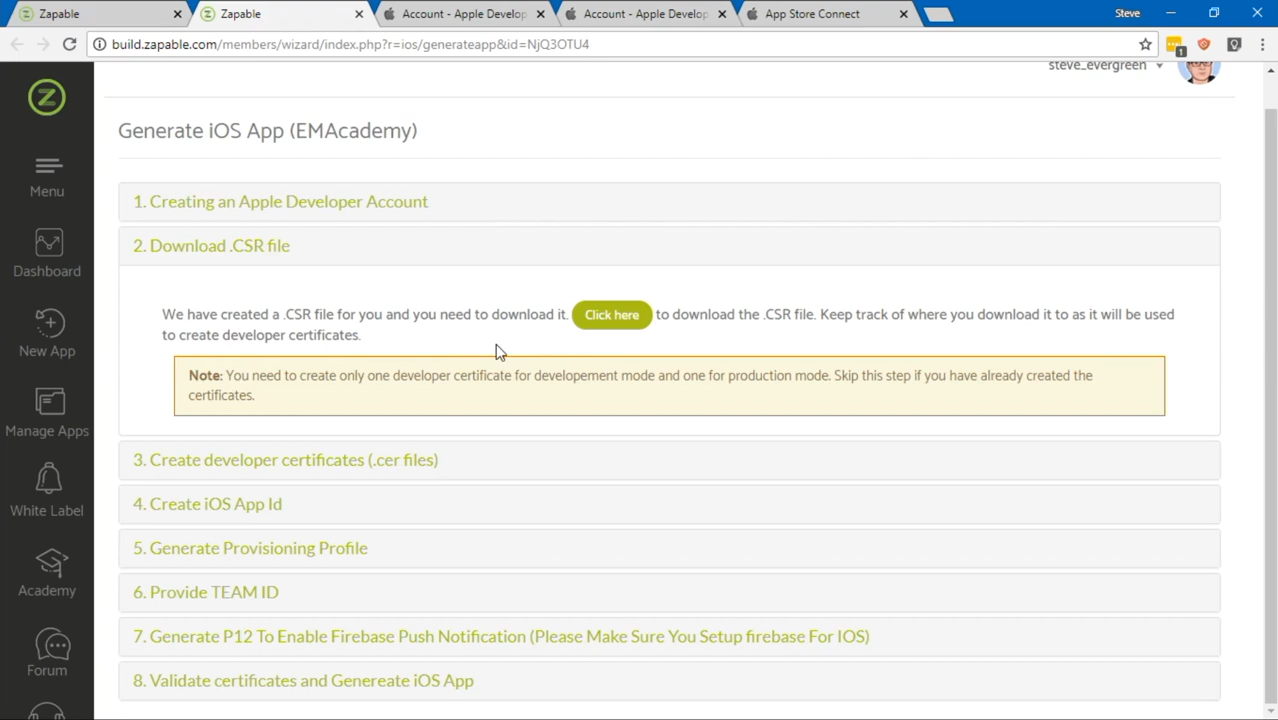 Zapable
Zapable
Account - Apple Develop
Account - Apple Develop
App Store Connect
Steve
build.zapable.com/members/wizard/index.php?r=ios/generateapp&id=NjQ3OTU4
1
steve_evergreen
Z
Menu
Dashboard
New App
Manage Apps
White Label
Academy
Forum
Generate iOS App (EMAcademy)
1. Creating an Apple Developer Account
2. Download .CSR file
We have created a .CSR file for you and you need to download it. Click here to download the .CSR file. Keep track of where you download it to as it will be used
to create developer certificates.
Note: You need to create only one developer certificate for developement mode and one for production mode. Skip this step if you have already created the
certificates.
3. Create developer certificates (.cer files)
4. Create iOS App Id
5. Generate Provisioning Profile
6. Provide TEAM ID
7. Generate P12 To Enable Firebase Push Notification (Please Make Sure You Setup firebase For IOS)
8. Validate certificates and Genereate iOS App